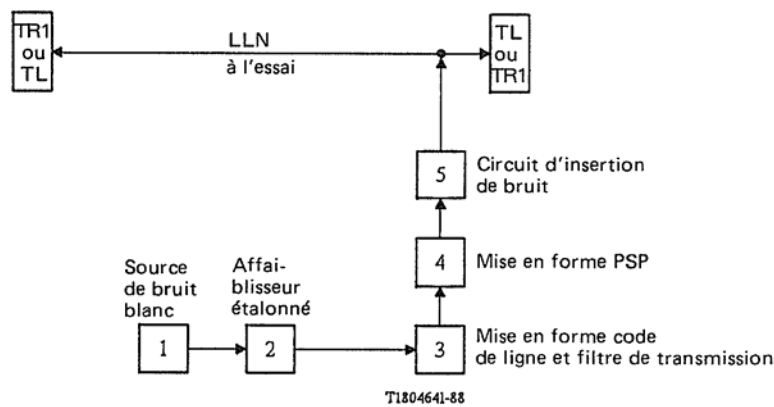 TR1
ou
TL
LLN
à l'essai
TL
ou
TR1
5
Circuit d'insertion
de bruit
4
Mise en forme PSP
Source
de bruit
blanc
Affai-
blisseur
étalonné
1
2
3
Mise en forme code
de ligne et filtre de transmission
T1804641-88